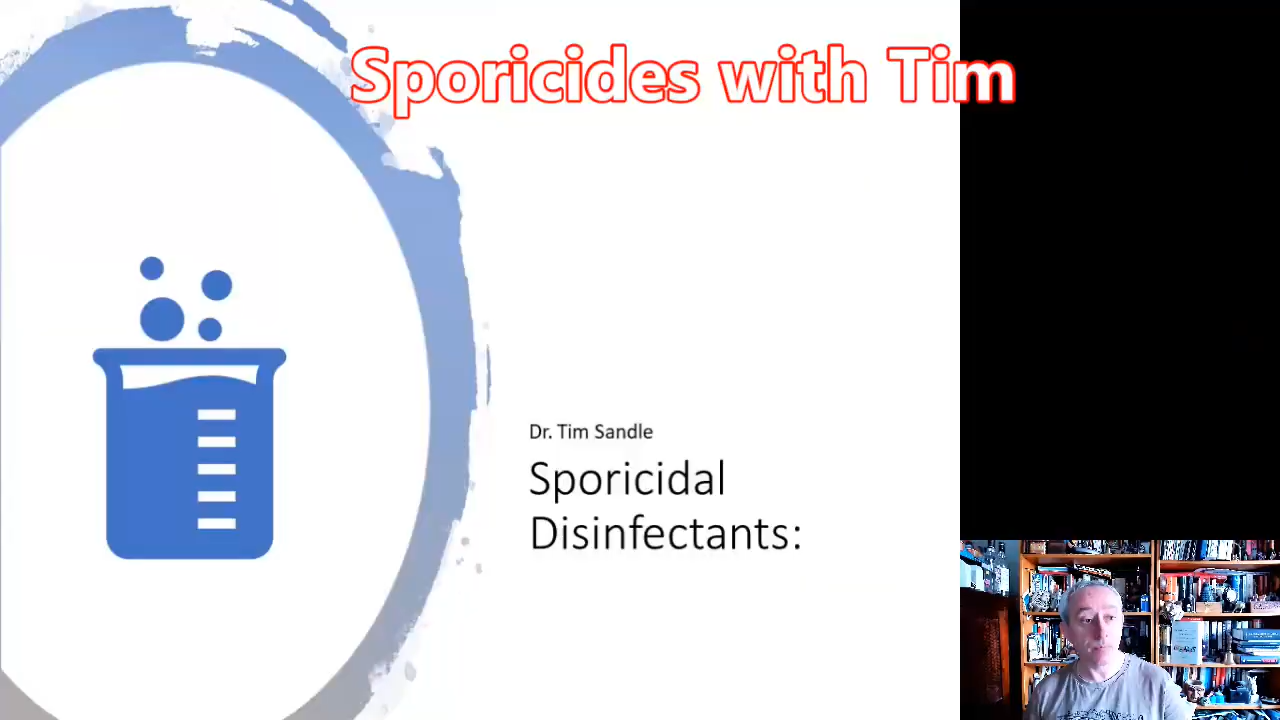 Sporicides with Tim
Dr. Tim Sandle
Sporicidal
Disinfectants: